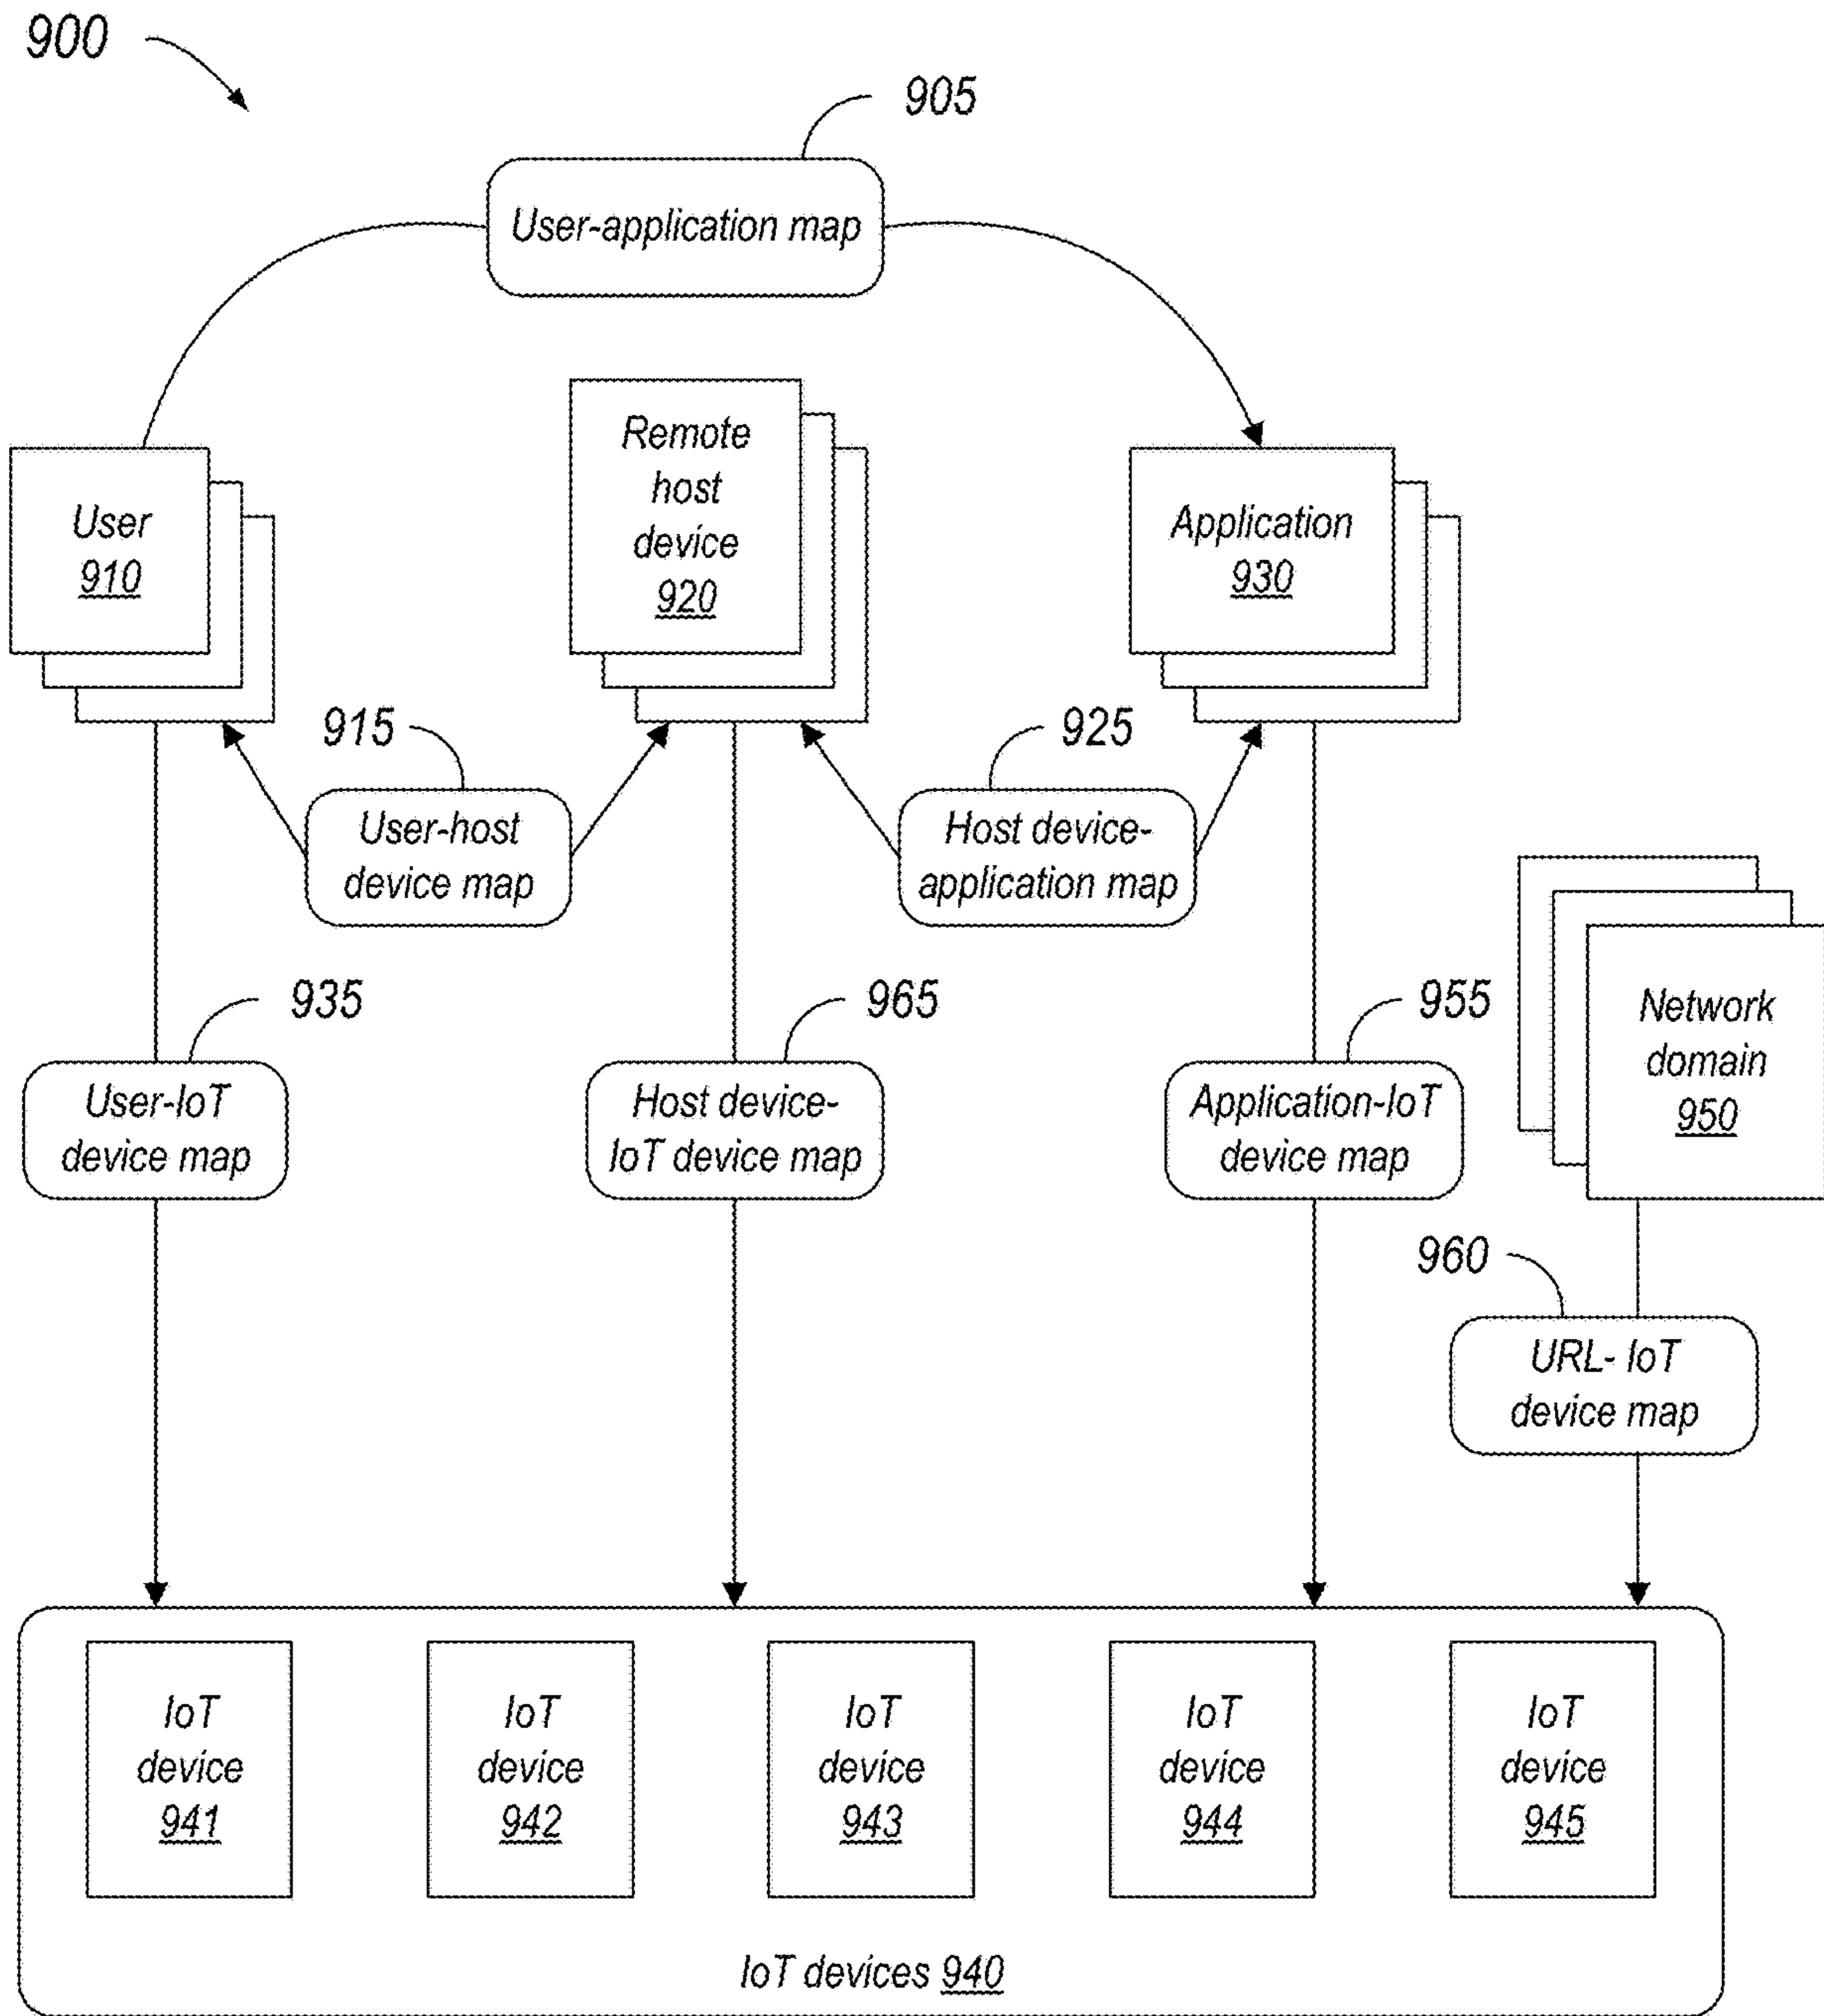 900
905
User-application map
User
910
Remote
host
device
920
Application
930
915
User-host
device map
925
Host device-
application map
935
User-IoT
device map
965
Host device-
IoT device map
955
Application-IoT
device map
Network
domain
950
960
URL- IoT
device map
IoT
device
941
IoT
device
942
IoT
device
943
IoT
device
944
IoT
device
945
IoT devices 940